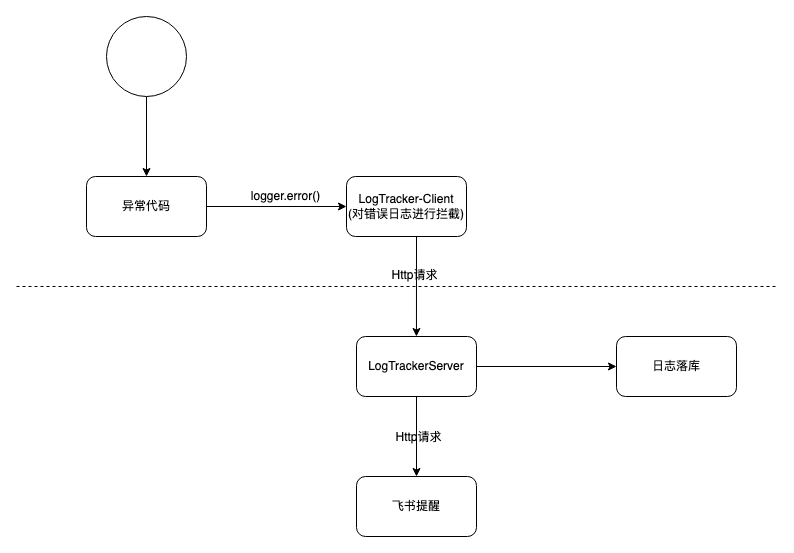 logger.error()
异常代码
LogTracker-Client
(对错误日志进行拦截)
Http请求
LogTrackerServer
日志落库
Http请求
飞书提醒